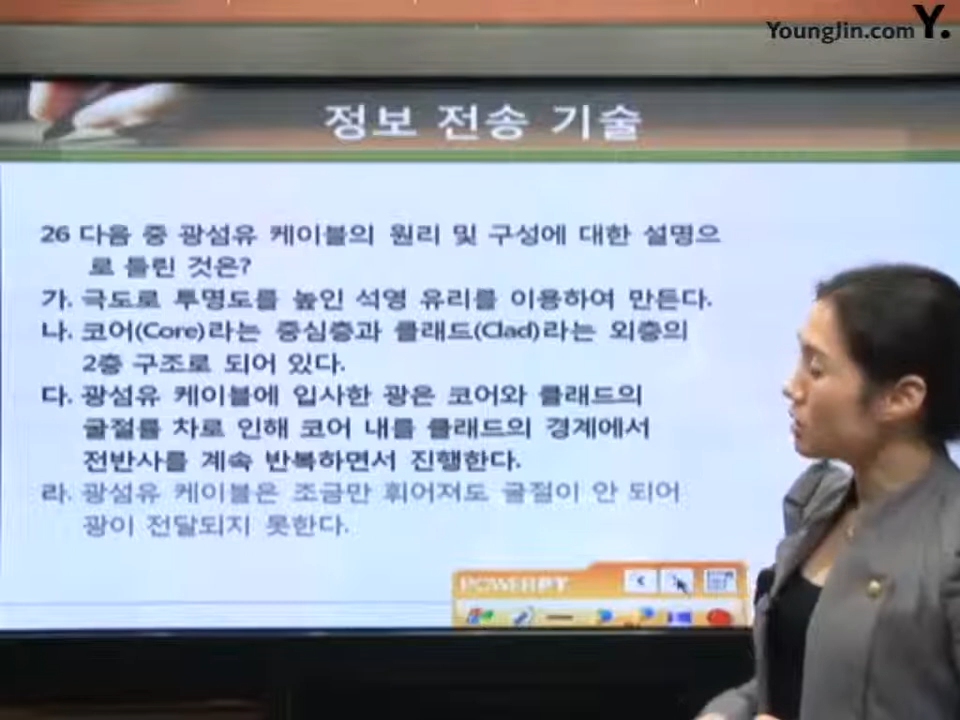 YoungJin.com Y.
정보 전송 기술
26 다음 중 광섬유 케이블의 원리 및 구성에 대한 설명으
로 틀린 것은?
가. 극도로 투명도를 높인 석영 유리를 이용하여 만든다.
나. 코어(Core)라는 중심층과 클래드(Clad)라는 외층의
2층 구조로 되어 있다.
다. 광섬유 케이블에 입사한 광은 코어와 클래드의
굴절률 차로 인해 코어 내를 클래드의 경계에서
전반사를 계속 반복하면서 진행한다.
라. 광섬유 케이블은 조금만 휘어져도 굴절이 안 되어
광이 전달되지 못한다.
POWERPT